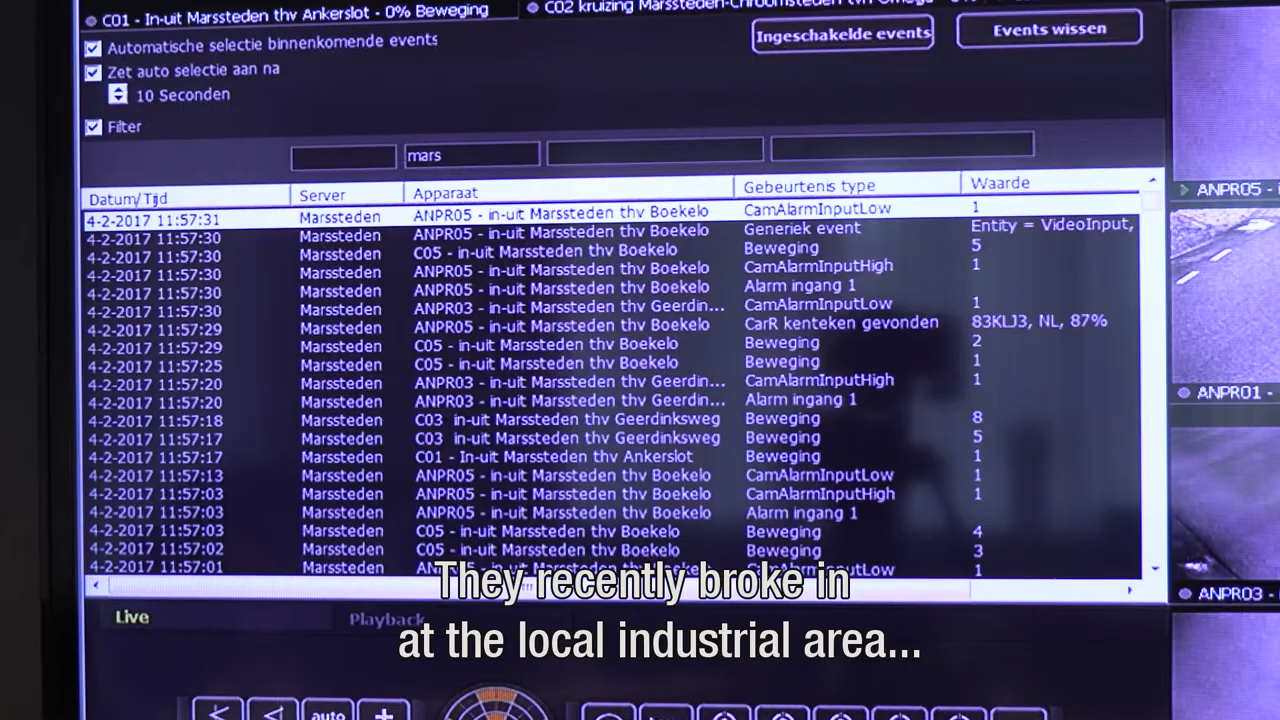 C01 - In-uit Marssteden thv Ankerslot - 0% Beweging
C02 kruizing Marssteden-Chroomsteden tvh Omega
Automatische selectie binnenkomende events
Ingeschakelde events
Events wissen
Zet auto selectie aan na
10 Seconden
Filter
mars
Datum/Tijd Server Apparaat Gebeurtenis type Waarde
4-2-2017 11:57:31 Marssteden ANPR05 - in-uit Marssteden thv Boekelo CamAlarmInputLow 1
4-2-2017 11:57:30 Marssteden ANPR05 - in-uit Marssteden thv Boekelo Generiek event Entity = VideoInput,
4-2-2017 11:57:30 Marssteden C05 - in-uit Marssteden thv Boekelo Beweging 5
4-2-2017 11:57:30 Marssteden ANPR05 - in-uit Marssteden thv Boekelo CamAlarmInputHigh 1
4-2-2017 11:57:30 Marssteden ANPR05 - in-uit Marssteden thv Boekelo Alarm ingang 1
4-2-2017 11:57:30 Marssteden ANPR03 - in-uit Marssteden thv Geerdin... CamAlarmInputLow 1
4-2-2017 11:57:29 Marssteden ANPR05 - in-uit Marssteden thv Boekelo CarR kenteken gevonden 83KLJ3, NL, 87%
4-2-2017 11:57:29 Marssteden C05 - in-uit Marssteden thv Boekelo Beweging 2
4-2-2017 11:57:25 Marssteden C05 - in-uit Marssteden thv Boekelo Beweging 1
4-2-2017 11:57:20 Marssteden ANPR03 - in-uit Marssteden thv Geerdin... CamAlarmInputHigh 1
4-2-2017 11:57:20 Marssteden ANPR03 - in-uit Marssteden thv Geerdin... Alarm ingang 1
4-2-2017 11:57:18 Marssteden C03 in-uit Marssteden thv Geerdinksweg Beweging 8
4-2-2017 11:57:17 Marssteden C03 in-uit Marssteden thv Geerdinksweg Beweging 5
4-2-2017 11:57:17 Marssteden C01 - In-uit Marssteden thv Ankerslot Beweging 1
4-2-2017 11:57:13 Marssteden ANPR05 - in-uit Marssteden thv Boekelo CamAlarmInputLow 1
4-2-2017 11:57:03 Marssteden ANPR05 - in-uit Marssteden thv Boekelo CamAlarmInputHigh 1
4-2-2017 11:57:03 Marssteden ANPR05 - in-uit Marssteden thv Boekelo Alarm ingang 1
4-2-2017 11:57:03 Marssteden C05 - in-uit Marssteden thv Boekelo Beweging 4
4-2-2017 11:57:02 Marssteden C05 - in-uit Marssteden thv Boekelo Beweging 3
4-2-2017 11:57:01 Marssteden ANPR05 - in-uit Marssteden thv Boekelo CamAlarmInputLow 1
ANPR05 -
ANPR01 -
ANPR03 -
They recently broke in
at the local industrial area...
Live
Playback
auto